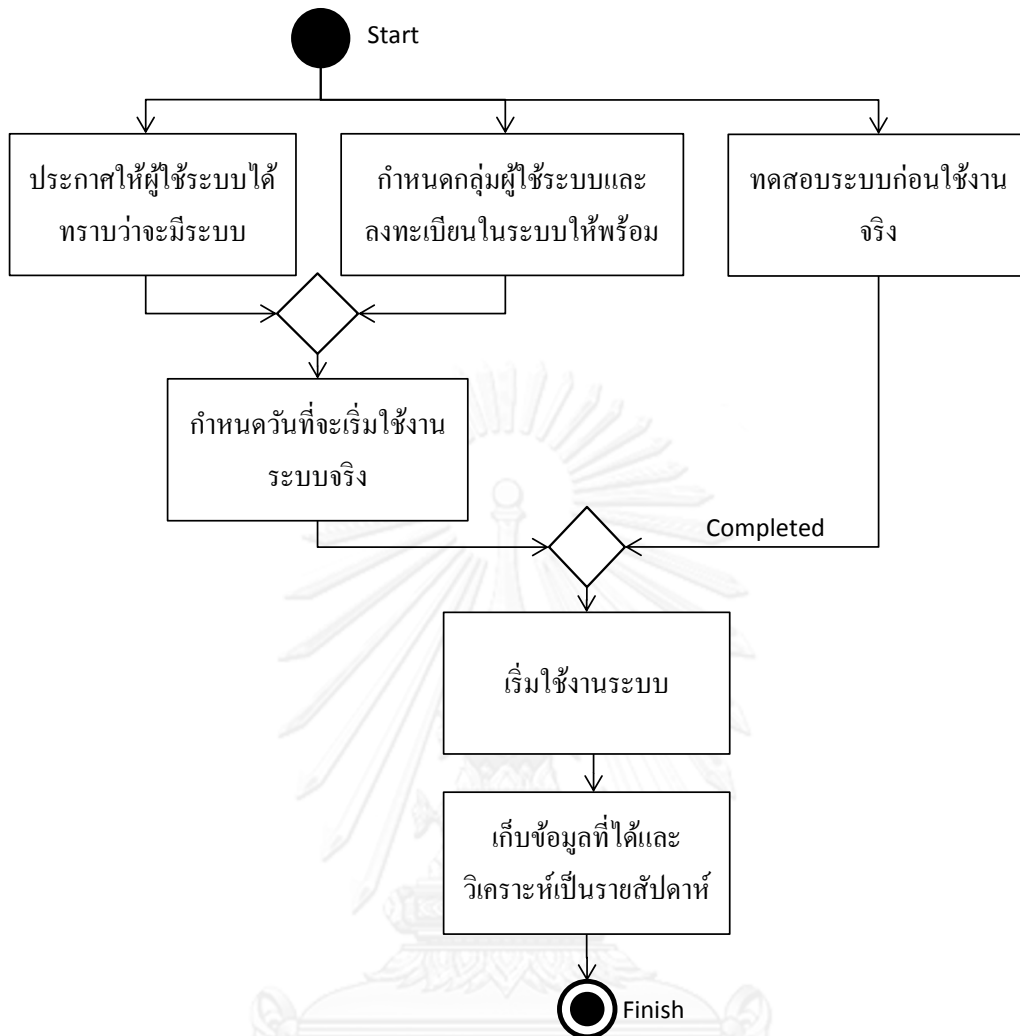 Start
ประกาศให้ผู้ใช้ระบบได้
ทราบว่าจะมีระบบ
กำหนดกลุ่มผู้ใช้ระบบและ
ลงทะเบียนในระบบให้พร้อม
ทดสอบระบบก่อนใช้งาน
จริง
กำหนดวันที่จะเริ่มใช้งาน
ระบบจริง
Completed
เริ่มใช้งานระบบ
เก็บข้อมูลที่ได้และ
วิเคราะห์เป็นรายสัปดาห์
Finish